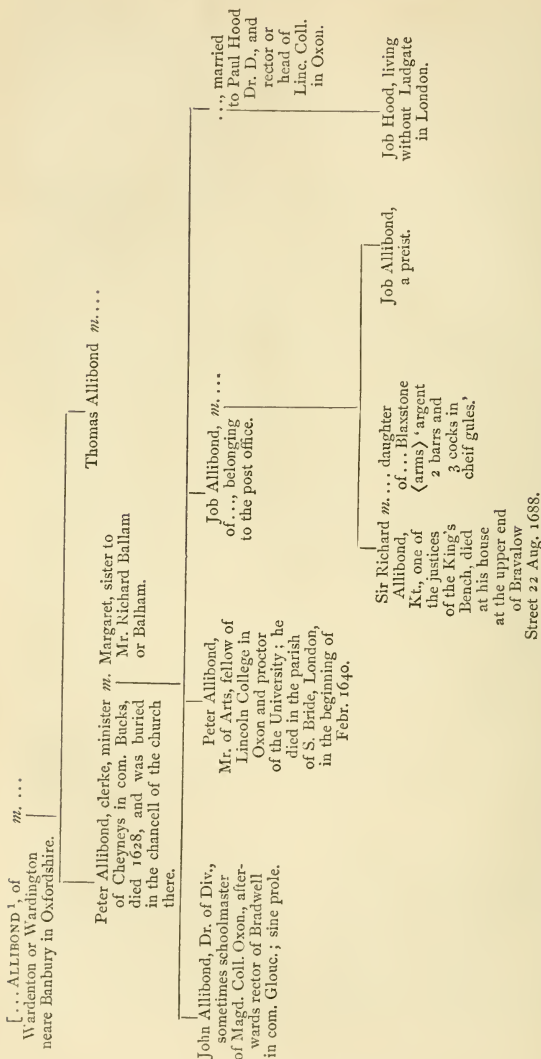 [... ALLIBOND ¹, of m. ...
Wardenton or Wardington
neare Banbury in Oxfordshire.
Peter Allibond, clerke, minister m. Margaret, sister to
of Cheyneys in com. Bucks, Mr. Richard Ballam
died 1628, and was buried or Balham.
in the chancell of the church
there.
Thomas Allibond m. ...
John Allibond, Dr. of Div.,
sometimes schoolmaster
of Magd. Coll. Oxon., after-
wards rector of Bradwell
in com. Glouc.; sine prole.
Peter Allibond,
Mr. of Arts, fellow of
Lincoln College in
Oxon and proctor
of the University; he
died in the parish
of S. Bride, London,
in the beginning of
Febr. 1640.
Job Allibond, m. ...
of ..., belonging
to the post office.
..., married
to Paul Hood
Dr. D., and
rector or
head of
Linc. Coll.
in Oxon.
Sir Richard m. ... daughter
Allibond, of ... Blaxstone
Kt., one of ⟨arms⟩ 'argent
the justices 2 barrs and
of the King's 3 cocks in
Bench, died cheif gules.'
at his house
at the upper end
of Bravalow
Street 22 Aug. 1688.
Job Allibond,
a preist.
Job Hood, living
without Ludgate
in London.